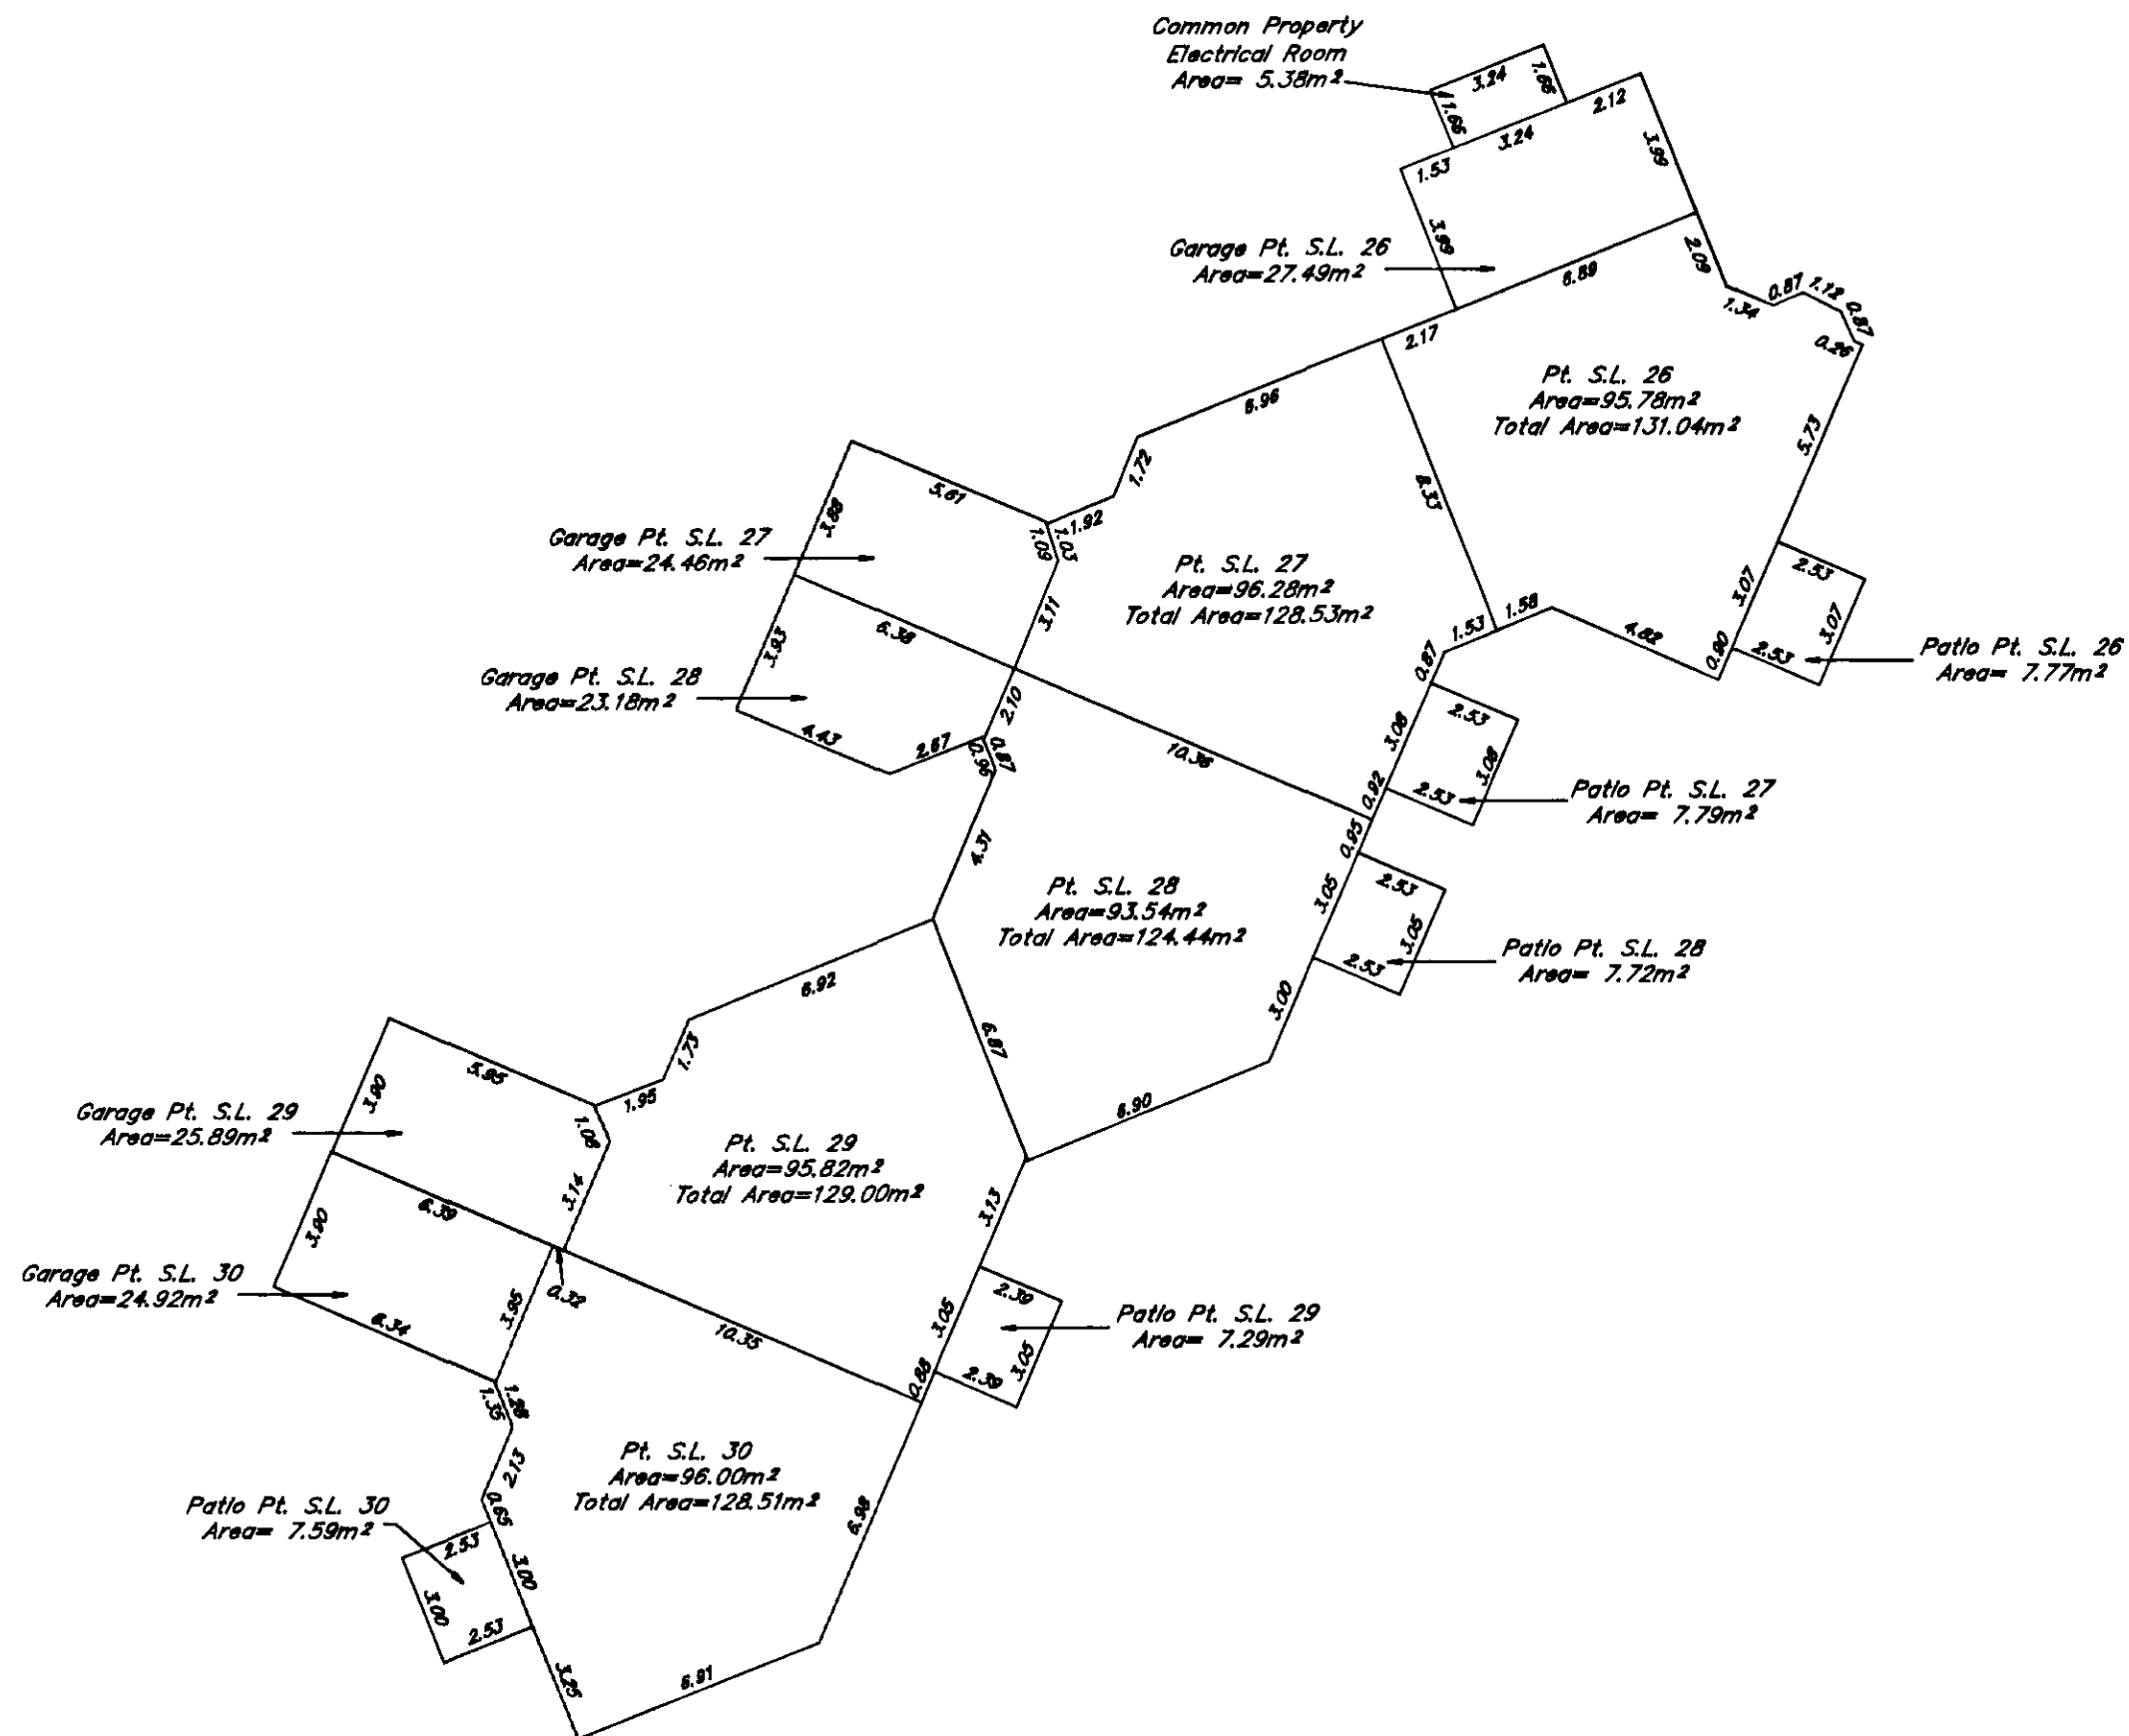 Common Property
Electrical Room
Area= 5.38m²
3.24
1.66
1.66
3.24
2.12
1.53
3.99
3.99
Garage Pt. S.L. 26
Area=27.49m²
6.89
2.09
1.34
0.87
1.12
0.87
0.26
2.17
6.96
Pt. S.L. 26
Area=95.78m²
Total Area=131.04m²
5.73
8.33
1.72
5.61
1.92
3.88
1.09
1.03
Garage Pt. S.L. 27
Area=24.46m²
Pt. S.L. 27
Area=96.28m²
Total Area=128.53m²
3.11
2.53
3.07
3.07
2.53
1.58
1.53
4.82
0.90
0.87
Patio Pt. S.L. 26
Area= 7.77m²
6.38
3.93
Garage Pt. S.L. 28
Area=23.18m²
2.10
4.43
2.67
0.96
0.87
10.36
2.53
3.08
3.08
2.53
0.92
Patio Pt. S.L. 27
Area= 7.79m²
0.95
4.31
Pt. S.L. 28
Area=93.54m²
Total Area=124.44m²
2.53
3.05
3.05
2.53
Patio Pt. S.L. 28
Area= 7.72m²
6.92
3.00
6.87
1.73
5.95
3.90
1.95
1.08
6.90
Garage Pt. S.L. 29
Area=25.89m²
Pt. S.L. 29
Area=95.82m²
Total Area=129.00m²
3.14
3.13
6.39
3.90
Garage Pt. S.L. 30
Area=24.92m²
0.32
3.95
6.34
10.35
2.39
3.05
3.05
2.39
Patio Pt. S.L. 29
Area= 7.29m²
0.88
1.35
1.28
2.13
Pt. S.L. 30
Area=96.00m²
Total Area=128.51m²
6.98
Patio Pt. S.L. 30
Area= 7.59m²
0.65
2.53
3.00
3.00
2.53
3.25
6.91